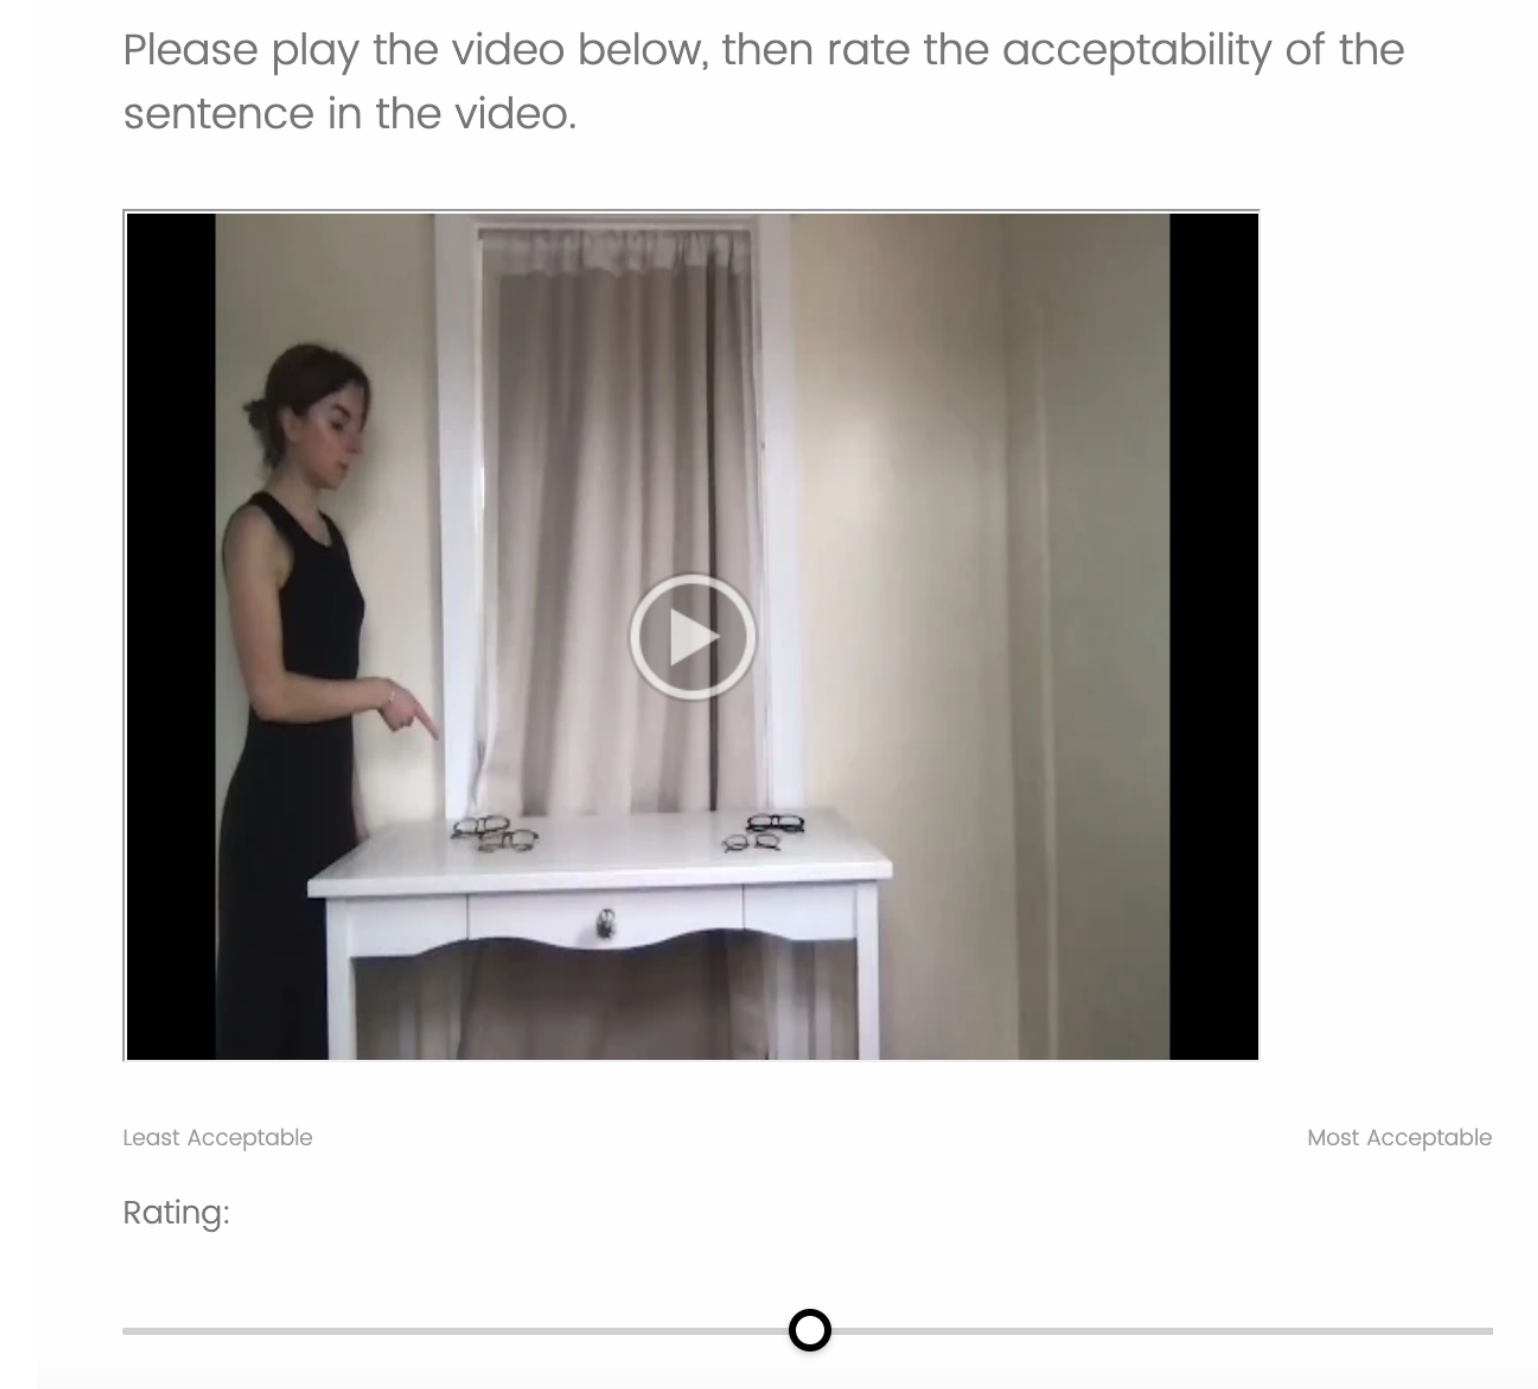 Please play the video below, then rate the acceptability of the
sentence in the video.
Least Acceptable
Most Acceptable
Rating: